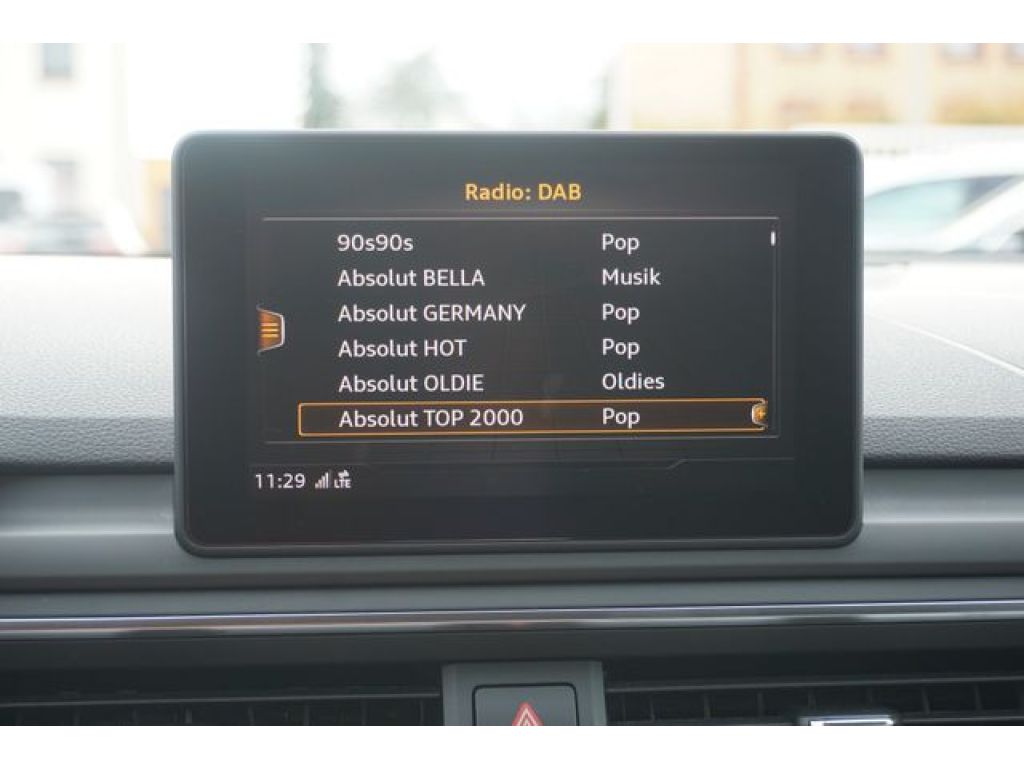 Radio: DAB
90s90s Pop
Absolut BELLA Musik
Absolut GERMANY Pop
Absolut HOT Pop
Absolut OLDIE Oldies
Absolut TOP 2000 Pop
11:29 LTE